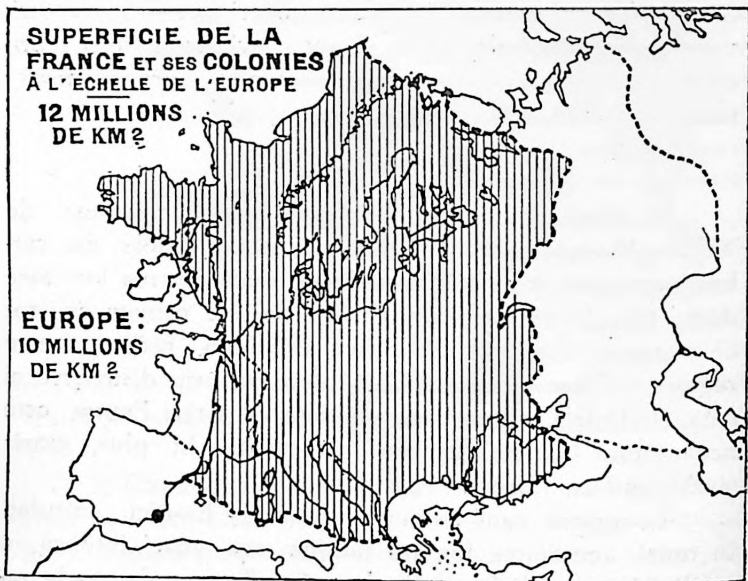 SUPERFICIE DE LA
FRANCE ET SES COLONIES
À L'ÉCHELLE DE L'EUROPE
12 MILLIONS
DE KM2
EUROPE:
10 MILLIONS
DE KM2